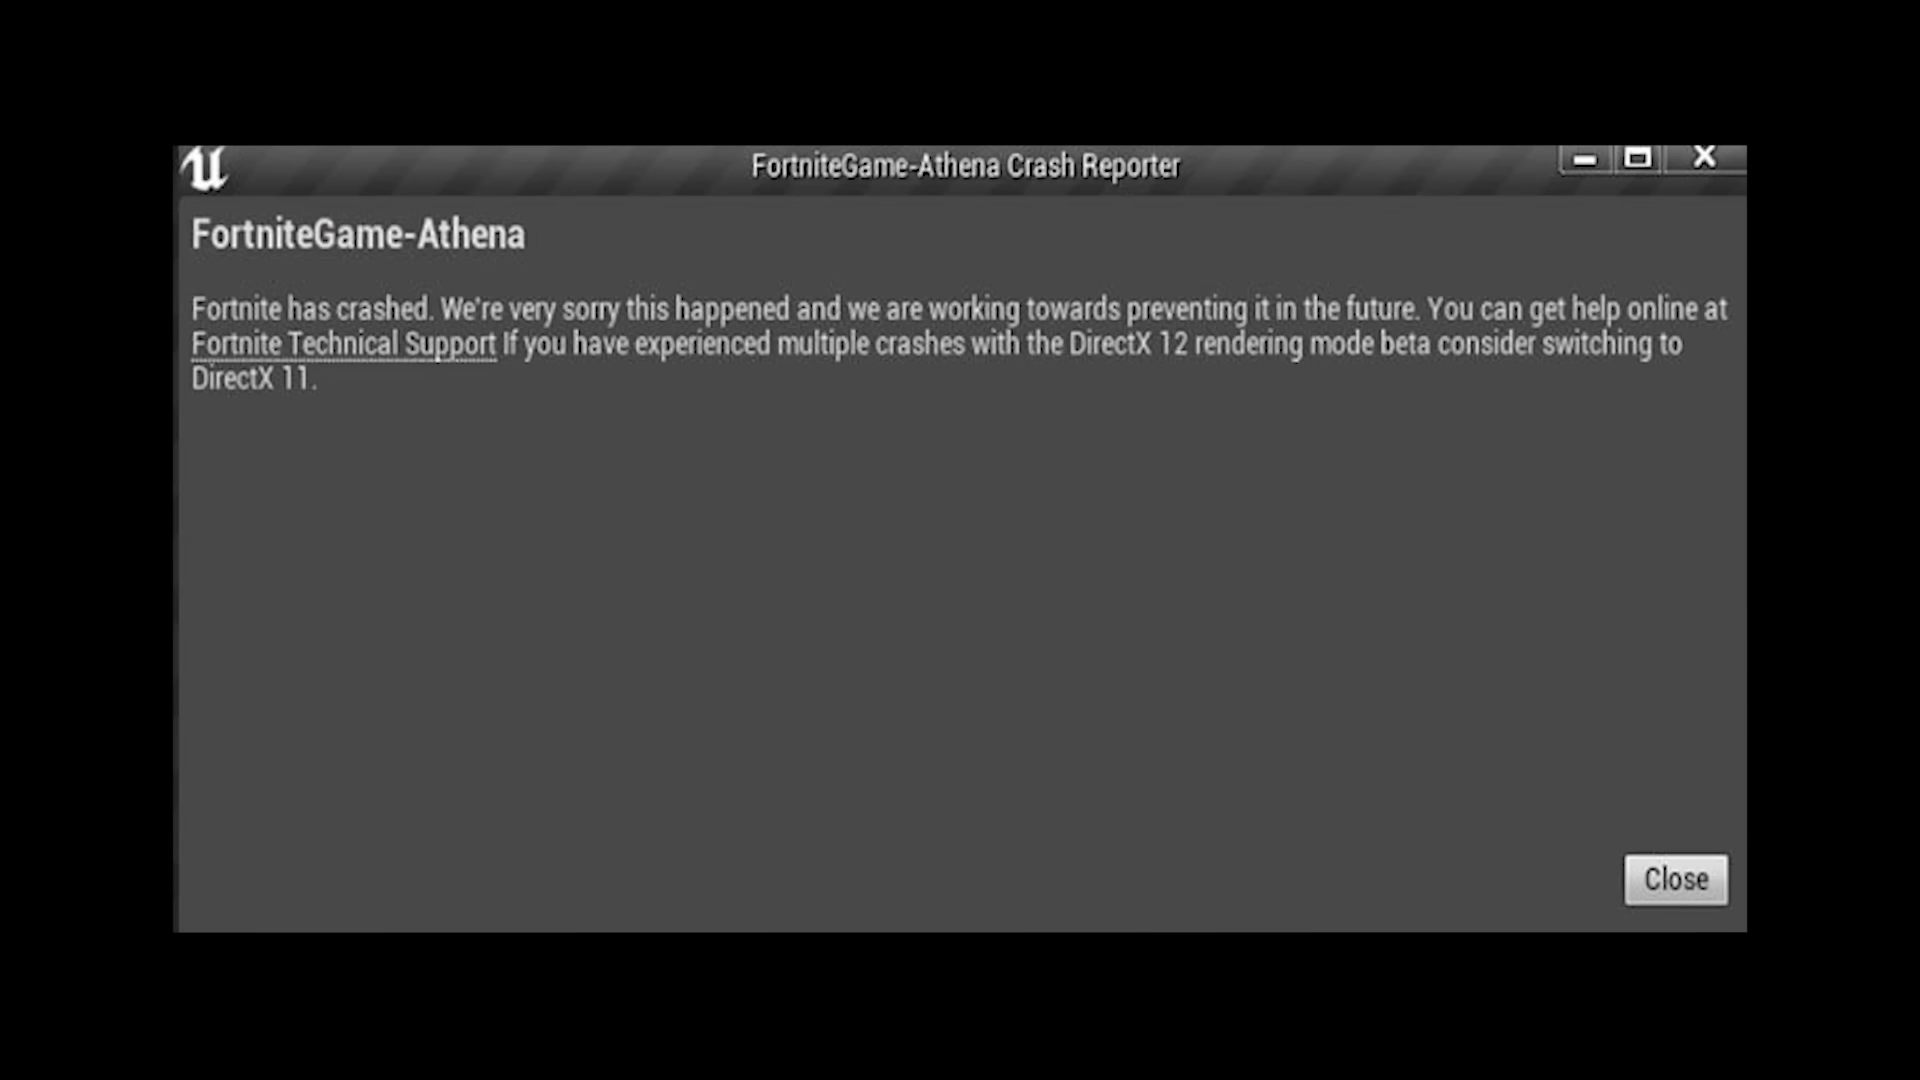 FortniteGame-Athena Crash Reporter
FortniteGame-Athena
Fortnite has crashed. We're very sorry this happened and we are working towards preventing it in the future. You can get help online at
Fortnite Technical Support If you have experienced multiple crashes with the DirectX 12 rendering mode beta consider switching to
DirectX 11.
Close